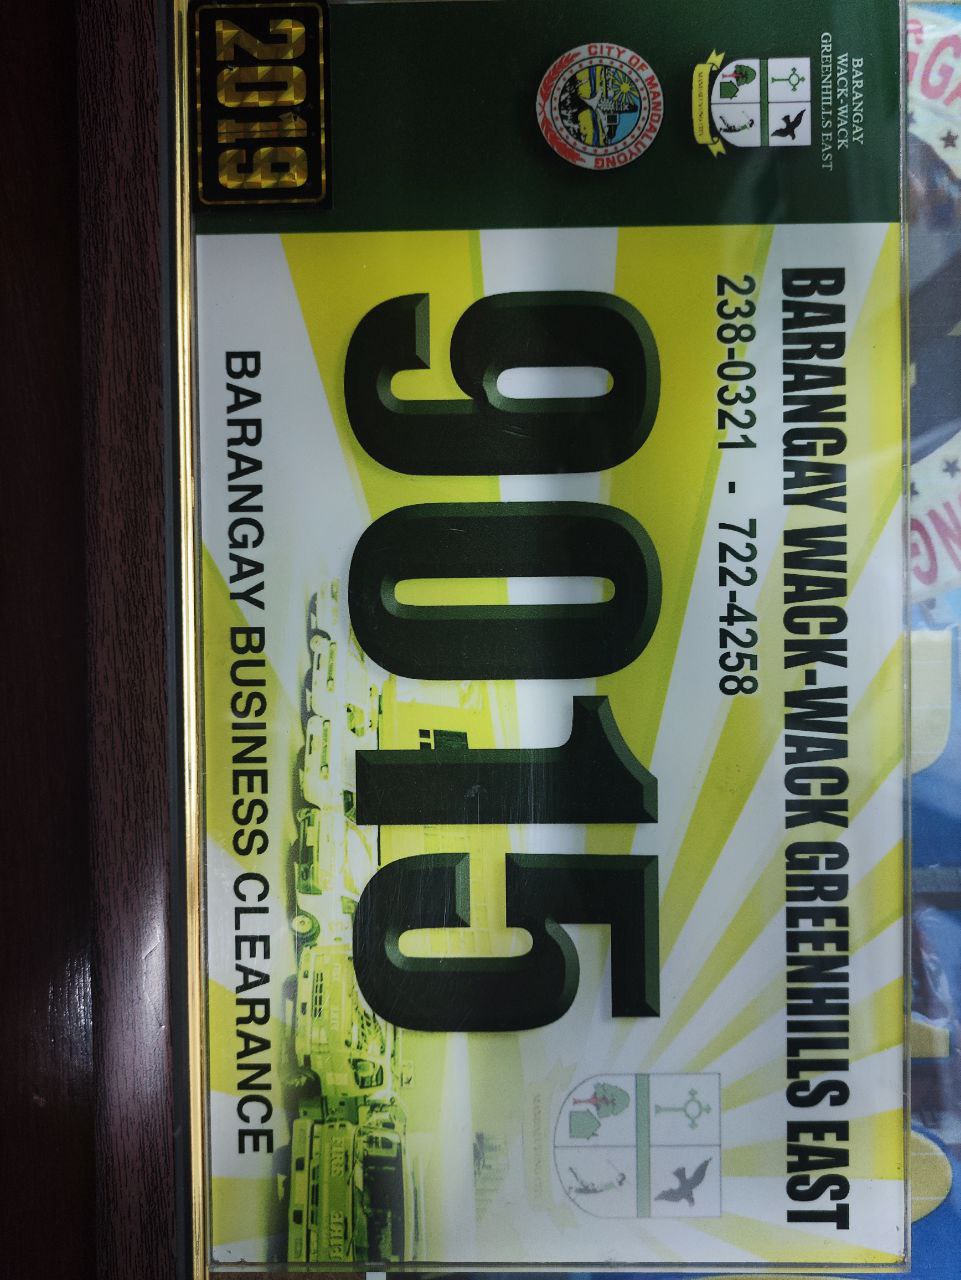 BARANGAY
WACK-WACK
GREENHILLS EAST
CITY OF MANDALUYONG
2019
BARANGAY WACK-WACK GREENHILLS EAST
238-0321 - 722-4258
9015
BARANGAY BUSINESS CLEARANCE